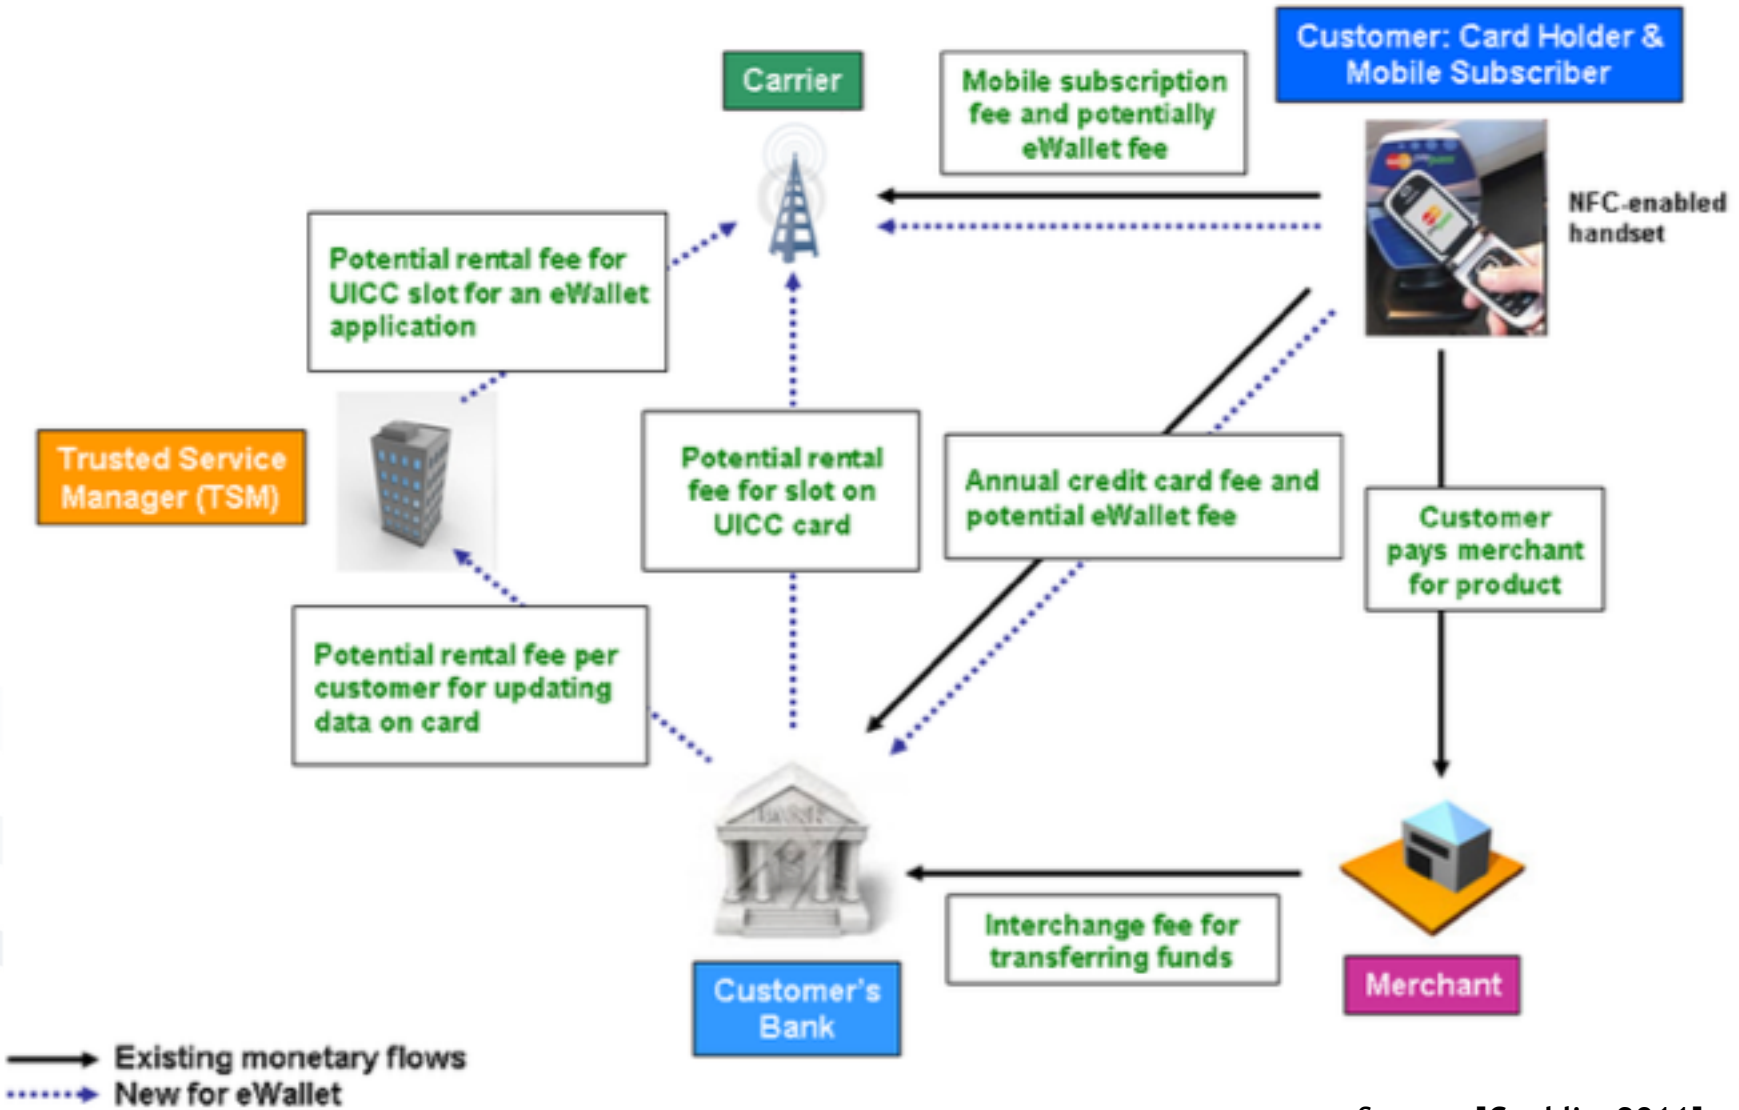 Customer: Card Holder &
Mobile Subscriber
Carrier
Mobile subscription
fee and potentially
eWallet fee
NFC-enabled
handset
Potential rental fee for
UICC slot for an eWallet
application
Trusted Service
Manager (TSM)
Potential rental
fee for slot on
UICC card
Annual credit card fee and
potential eWallet fee
Customer
pays merchant
for product
Potential rental fee per
customer for updating
data on card
BANK
Interchange fee for
transferring funds
Customer's
Bank
Merchant
Existing monetary flows
New for eWallet